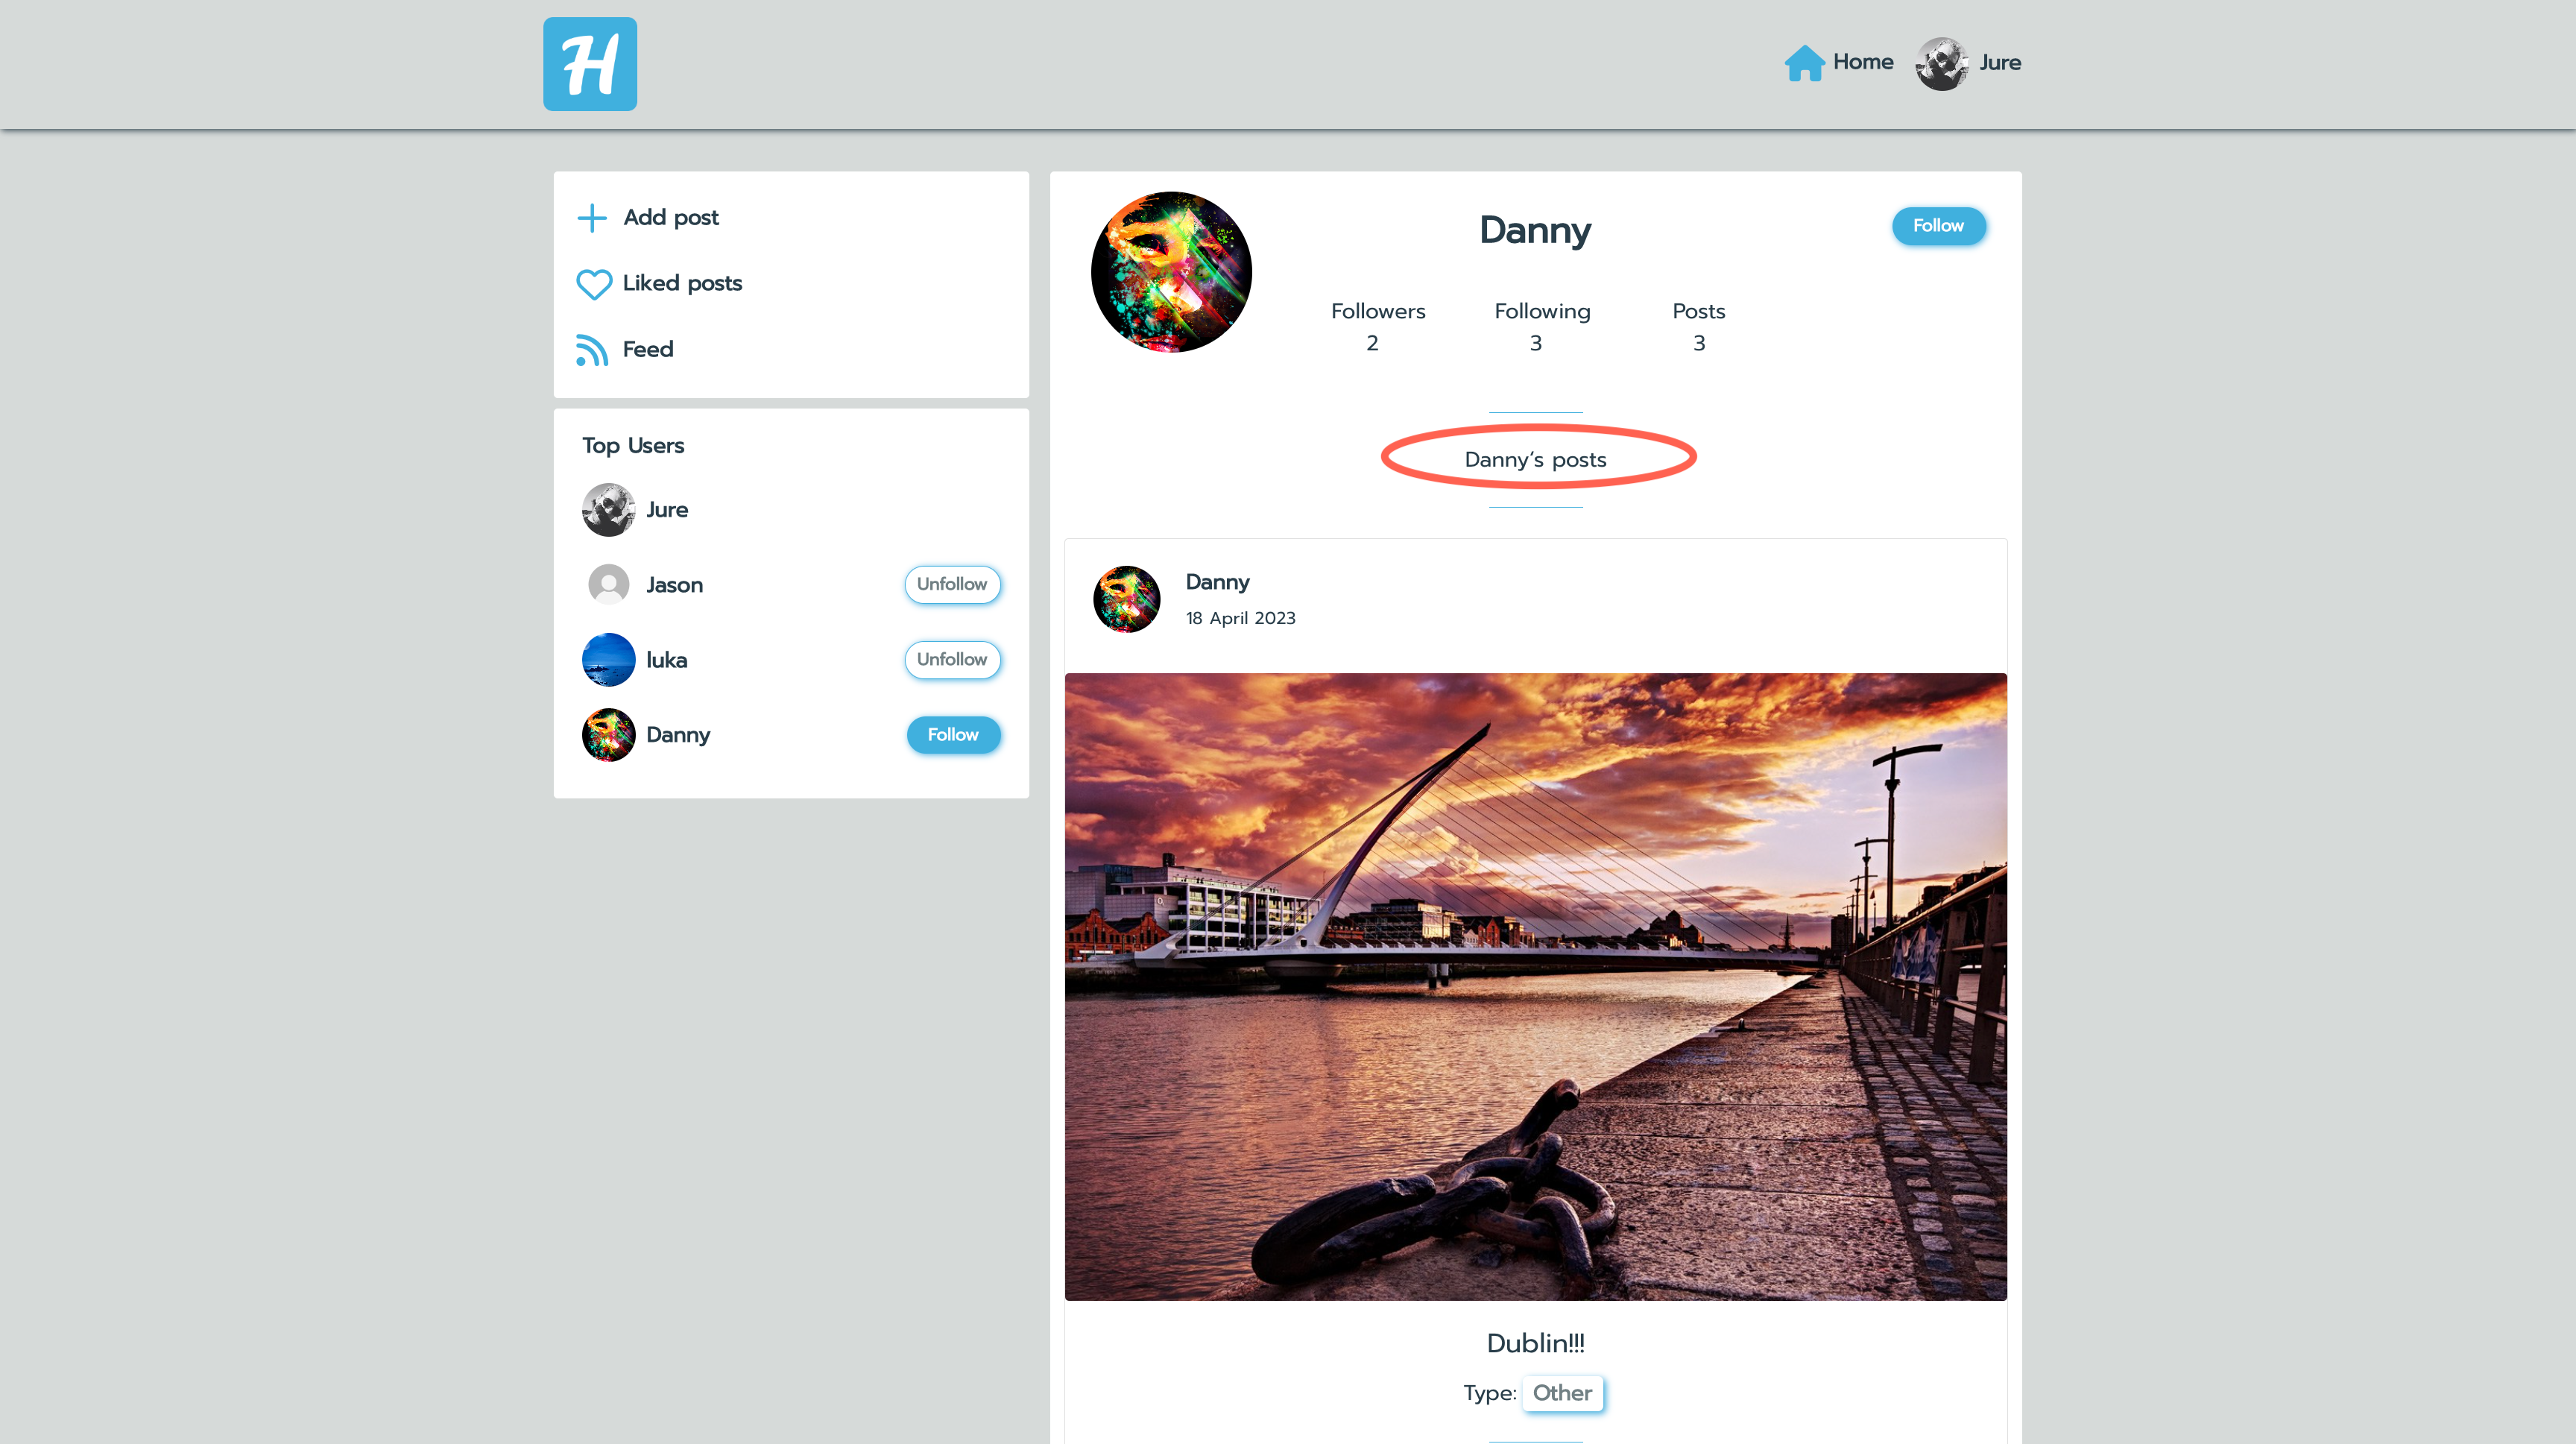 H
Home
Jure
Add post
Liked posts
Feed
Top Users
Jure
Jason
Unfollow
luka
Unfollow
Danny
Follow
Danny
Follow
Followers
Following
Posts
2
3
3
Danny's posts
Danny
18 April 2023
Dublin!!!
Type: Other